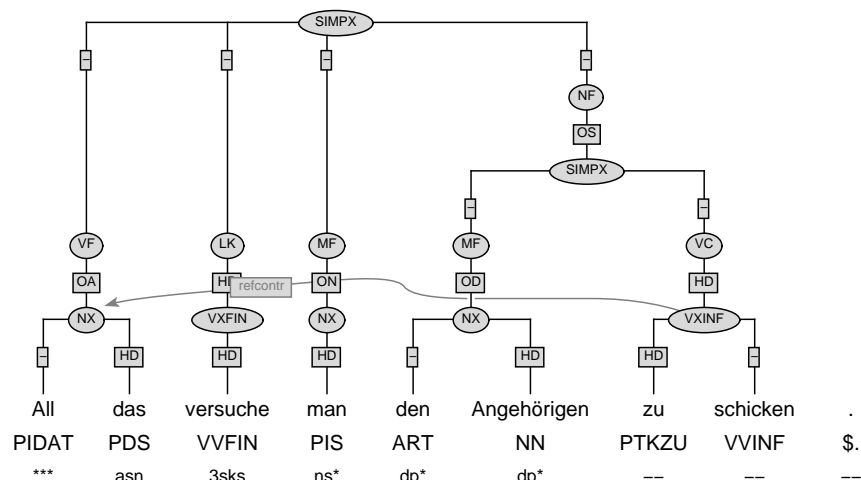 SIMPX
– – – –
NF
OS
SIMPX
– –
VF LK MF MF VC
OA refcontr ON OD HD
NX VXFIN NX NX VXINF
– HD HD HD – HD HD –
All das versuche man den Angehörigen zu schicken .
PIDAT PDS VVFIN PIS ART NN PTKZU VVINF $.
*** asn 3sks ns* dp* dp* –– –– ––